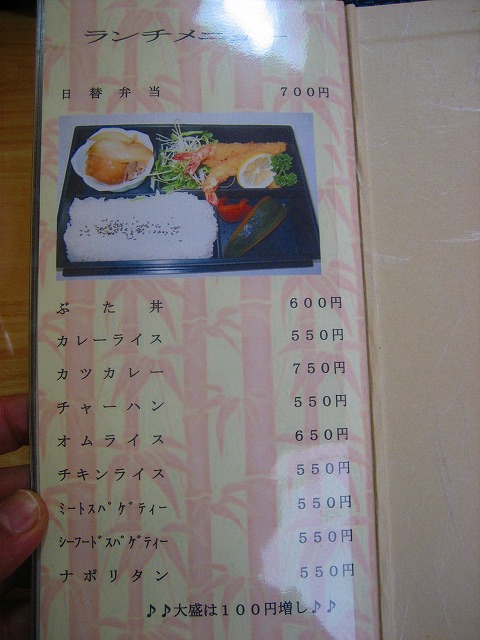 ランチメニュー
日替弁当 700円
ぶた丼 600円
カレーライス 550円
カツカレー 750円
チャーハン 550円
オムライス 650円
チキンライス 550円
ミートスパゲティー 550円
シーフードスパゲティー 550円
ナポリタン 550円
♪♪大盛は100円増し♪♪